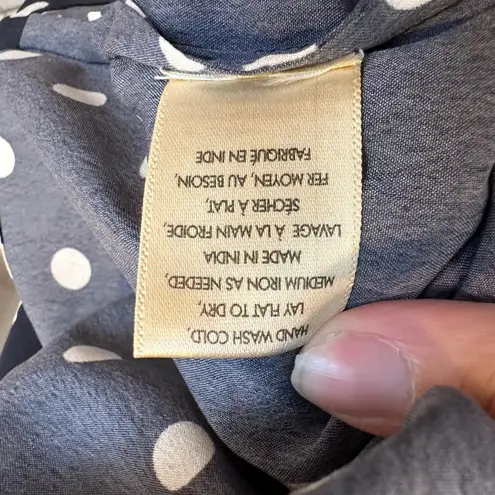 HAND WASH COLD,
LAY FLAT TO DRY,
MEDIUM IRON AS NEEDED,
MADE IN INDIA
LAVAGE À LA MAIN FROIDE,
SÉCHER À PLAT,
FER MOYEN, AU BESOIN,
FABRIQUÉ EN INDE